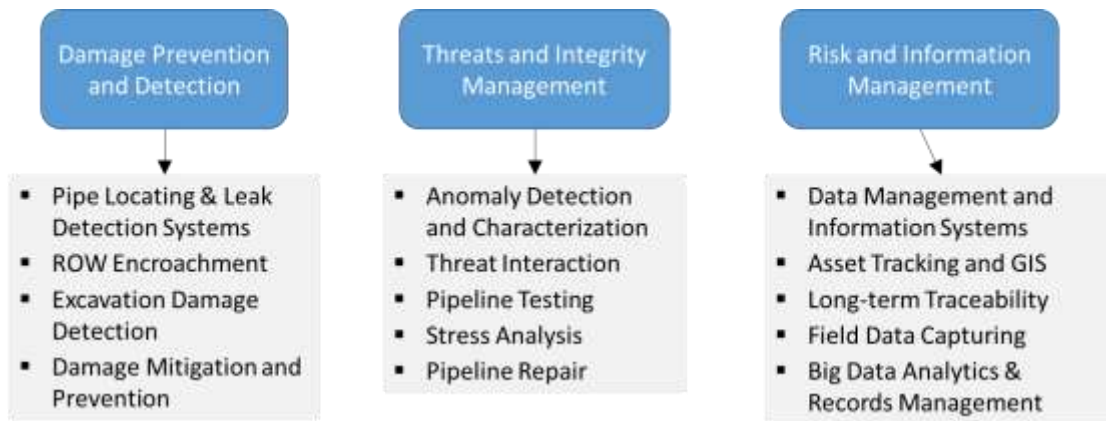 Damage Prevention
and Detection
▪ Pipe Locating & Leak
Detection Systems
▪ ROW Encroachment
▪ Excavation Damage
Detection
▪ Damage Mitigation and
Prevention
Threats and Integrity
Management
▪ Anomaly Detection
and Characterization
▪ Threat Interaction
▪ Pipeline Testing
▪ Stress Analysis
▪ Pipeline Repair
Risk and Information
Management
▪ Data Management and
Information Systems
▪ Asset Tracking and GIS
▪ Long-term Traceability
▪ Field Data Capturing
▪ Big Data Analytics &
Records Management